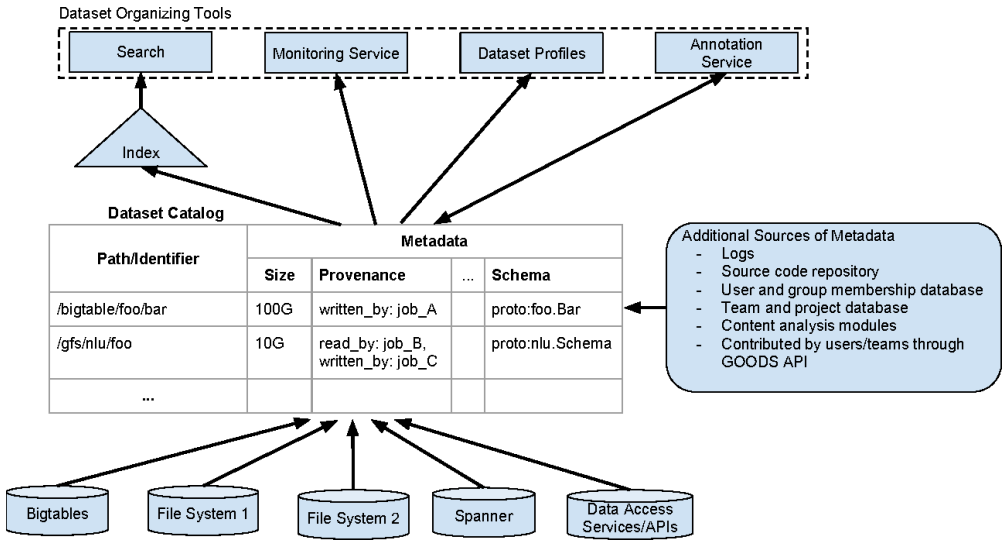 Dataset Organizing Tools
Search
Monitoring Service
Dataset Profiles
Annotation
Service
Index
Dataset Catalog
Path/Identifier
Metadata
Size
Provenance
...
Schema
/bigtable/foo/bar
100G
written_by: job_A
proto:foo.Bar
/gfs/nlu/foo
10G
read_by: job_B,
written_by: job_C
proto:nlu.Schema
...
Additional Sources of Metadata
- Logs
- Source code repository
- User and group membership database
- Team and project database
- Content analysis modules
- Contributed by users/teams through
GOODS API
Bigtables
File System 1
File System 2
Spanner
Data Access
Services/APIs